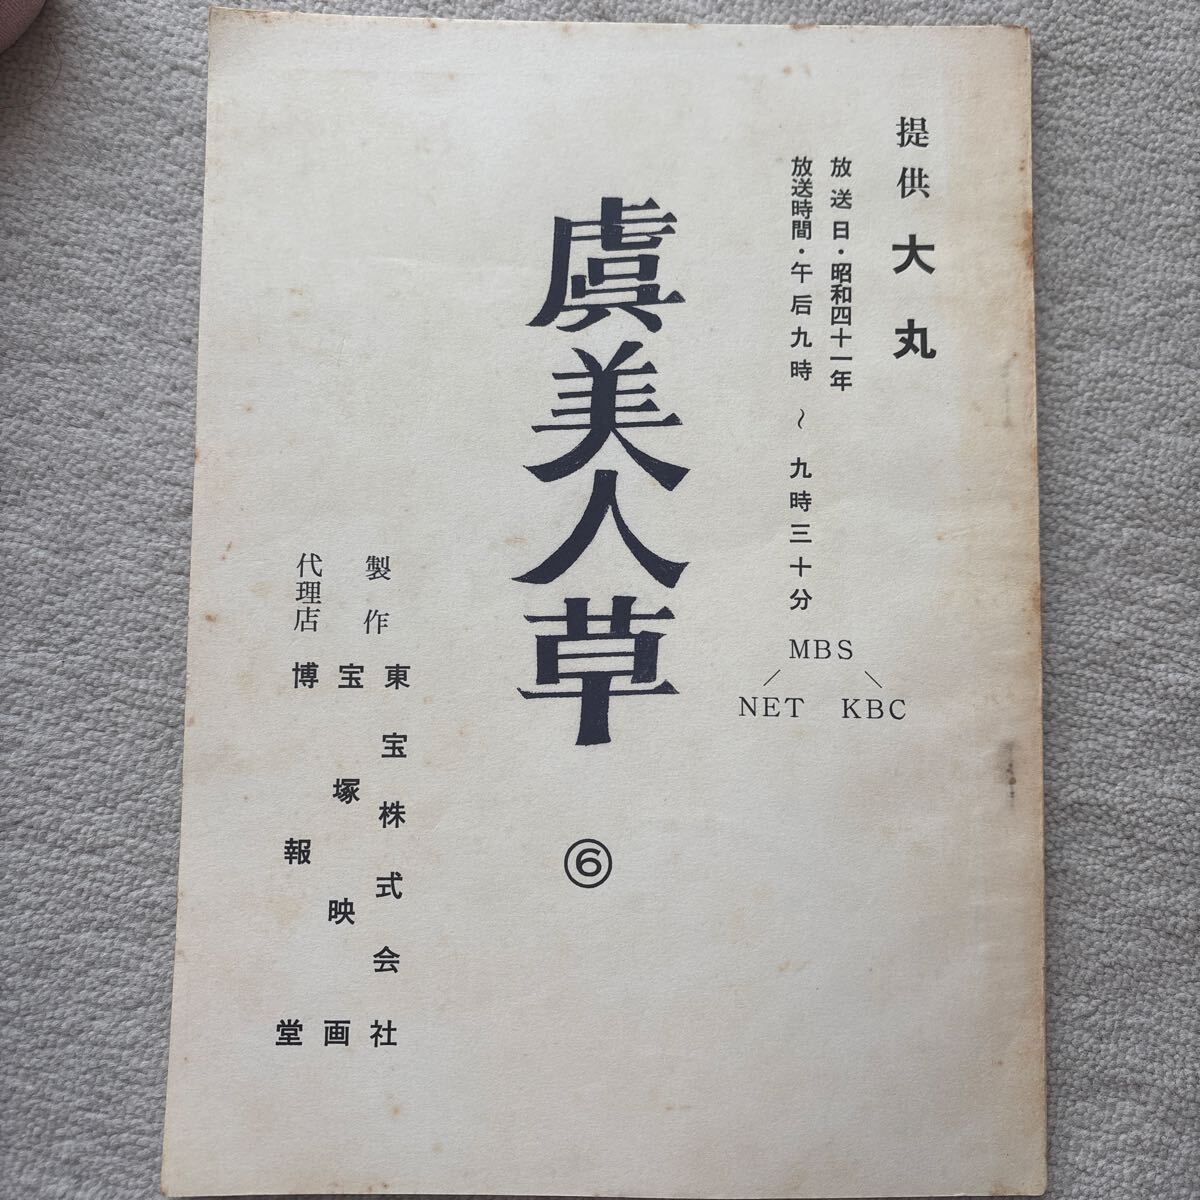 提供 大丸
放送日・昭和四十一年
放送時間・午后九時～九時三十分
MBS
NET KBC
虞美人草
⑥
製作 東宝株式会社
宝塚映画
代理店 博報堂